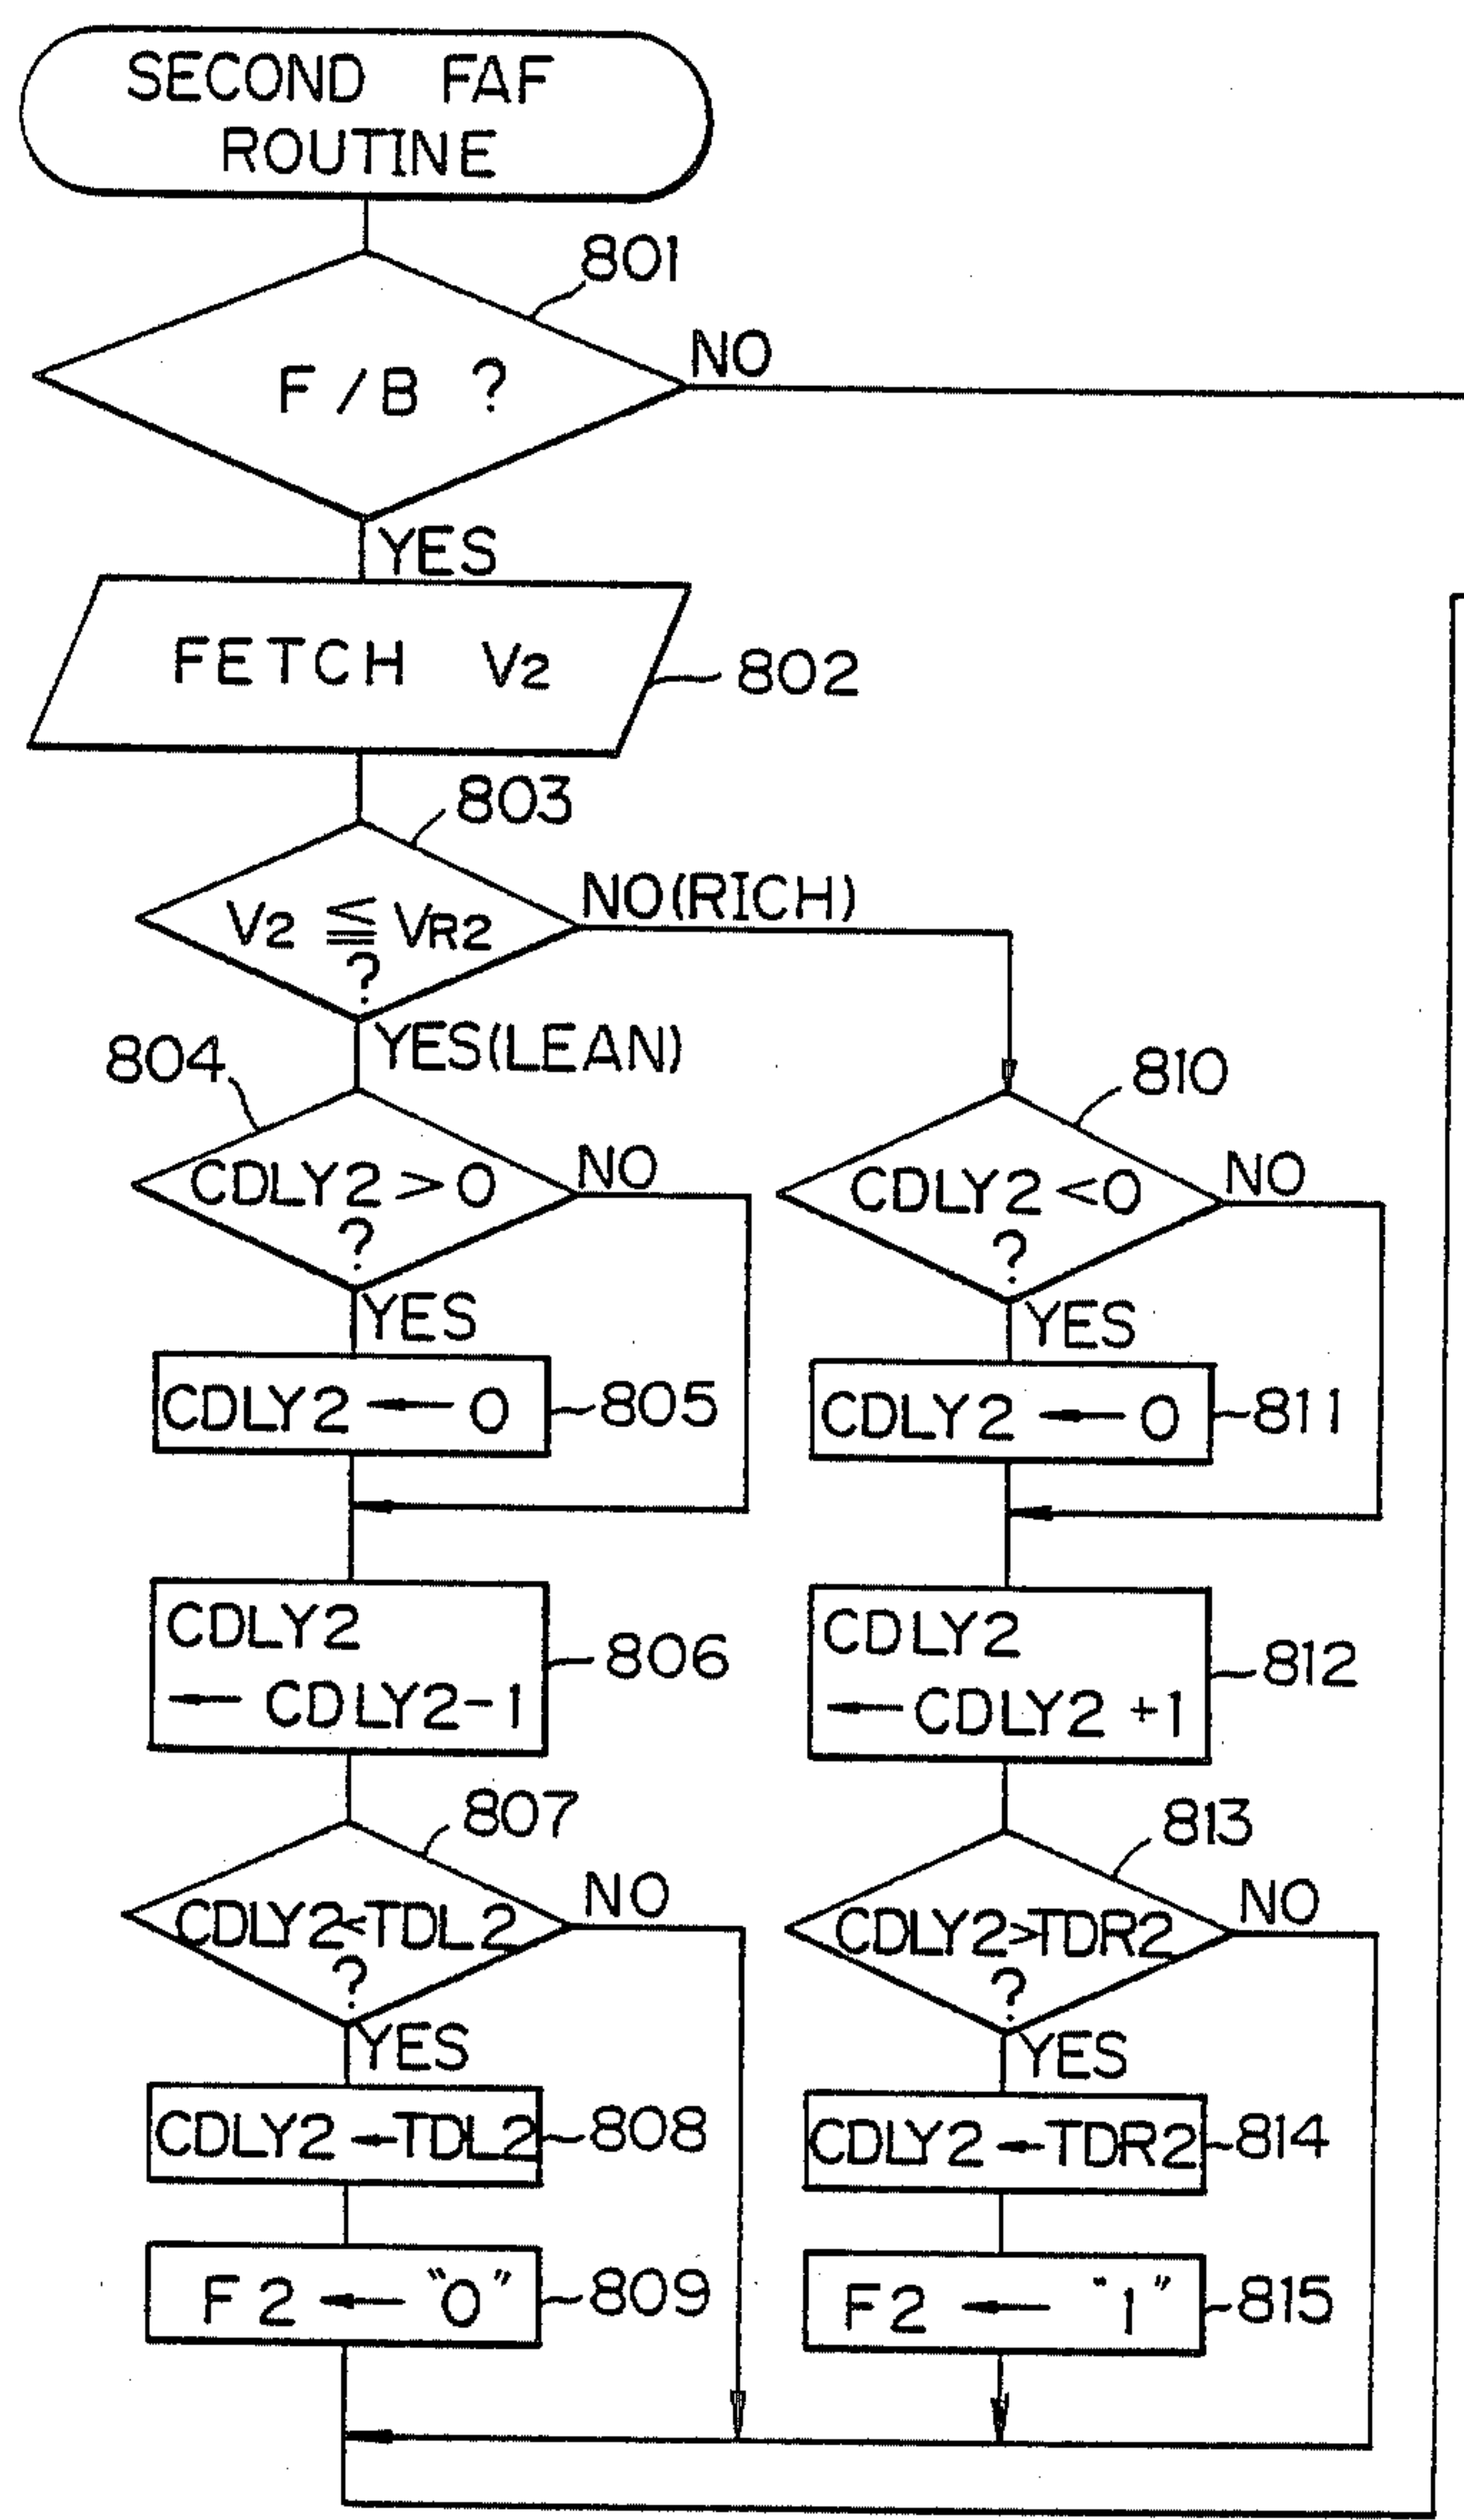 SECOND FAF
ROUTINE
801
F/B ?
NO
YES
FETCH V2
802
803
V2 ≦ VR2
?
NO(RICH)
YES(LEAN)
804
CDLY2 > 0
?
NO
YES
CDLY2 ← 0
805
CDLY2
← CDLY2-1
806
807
CDLY2<TDL2
?
NO
YES
CDLY2 ←TDL2
808
F2 ← "0"
809
810
CDLY2 <0
?
NO
YES
CDLY2 ← 0
811
CDLY2
← CDLY2 +1
812
813
CDLY2>TDR2
?
NO
YES
CDLY2 ←TDR2
814
F2 ← "1"
815